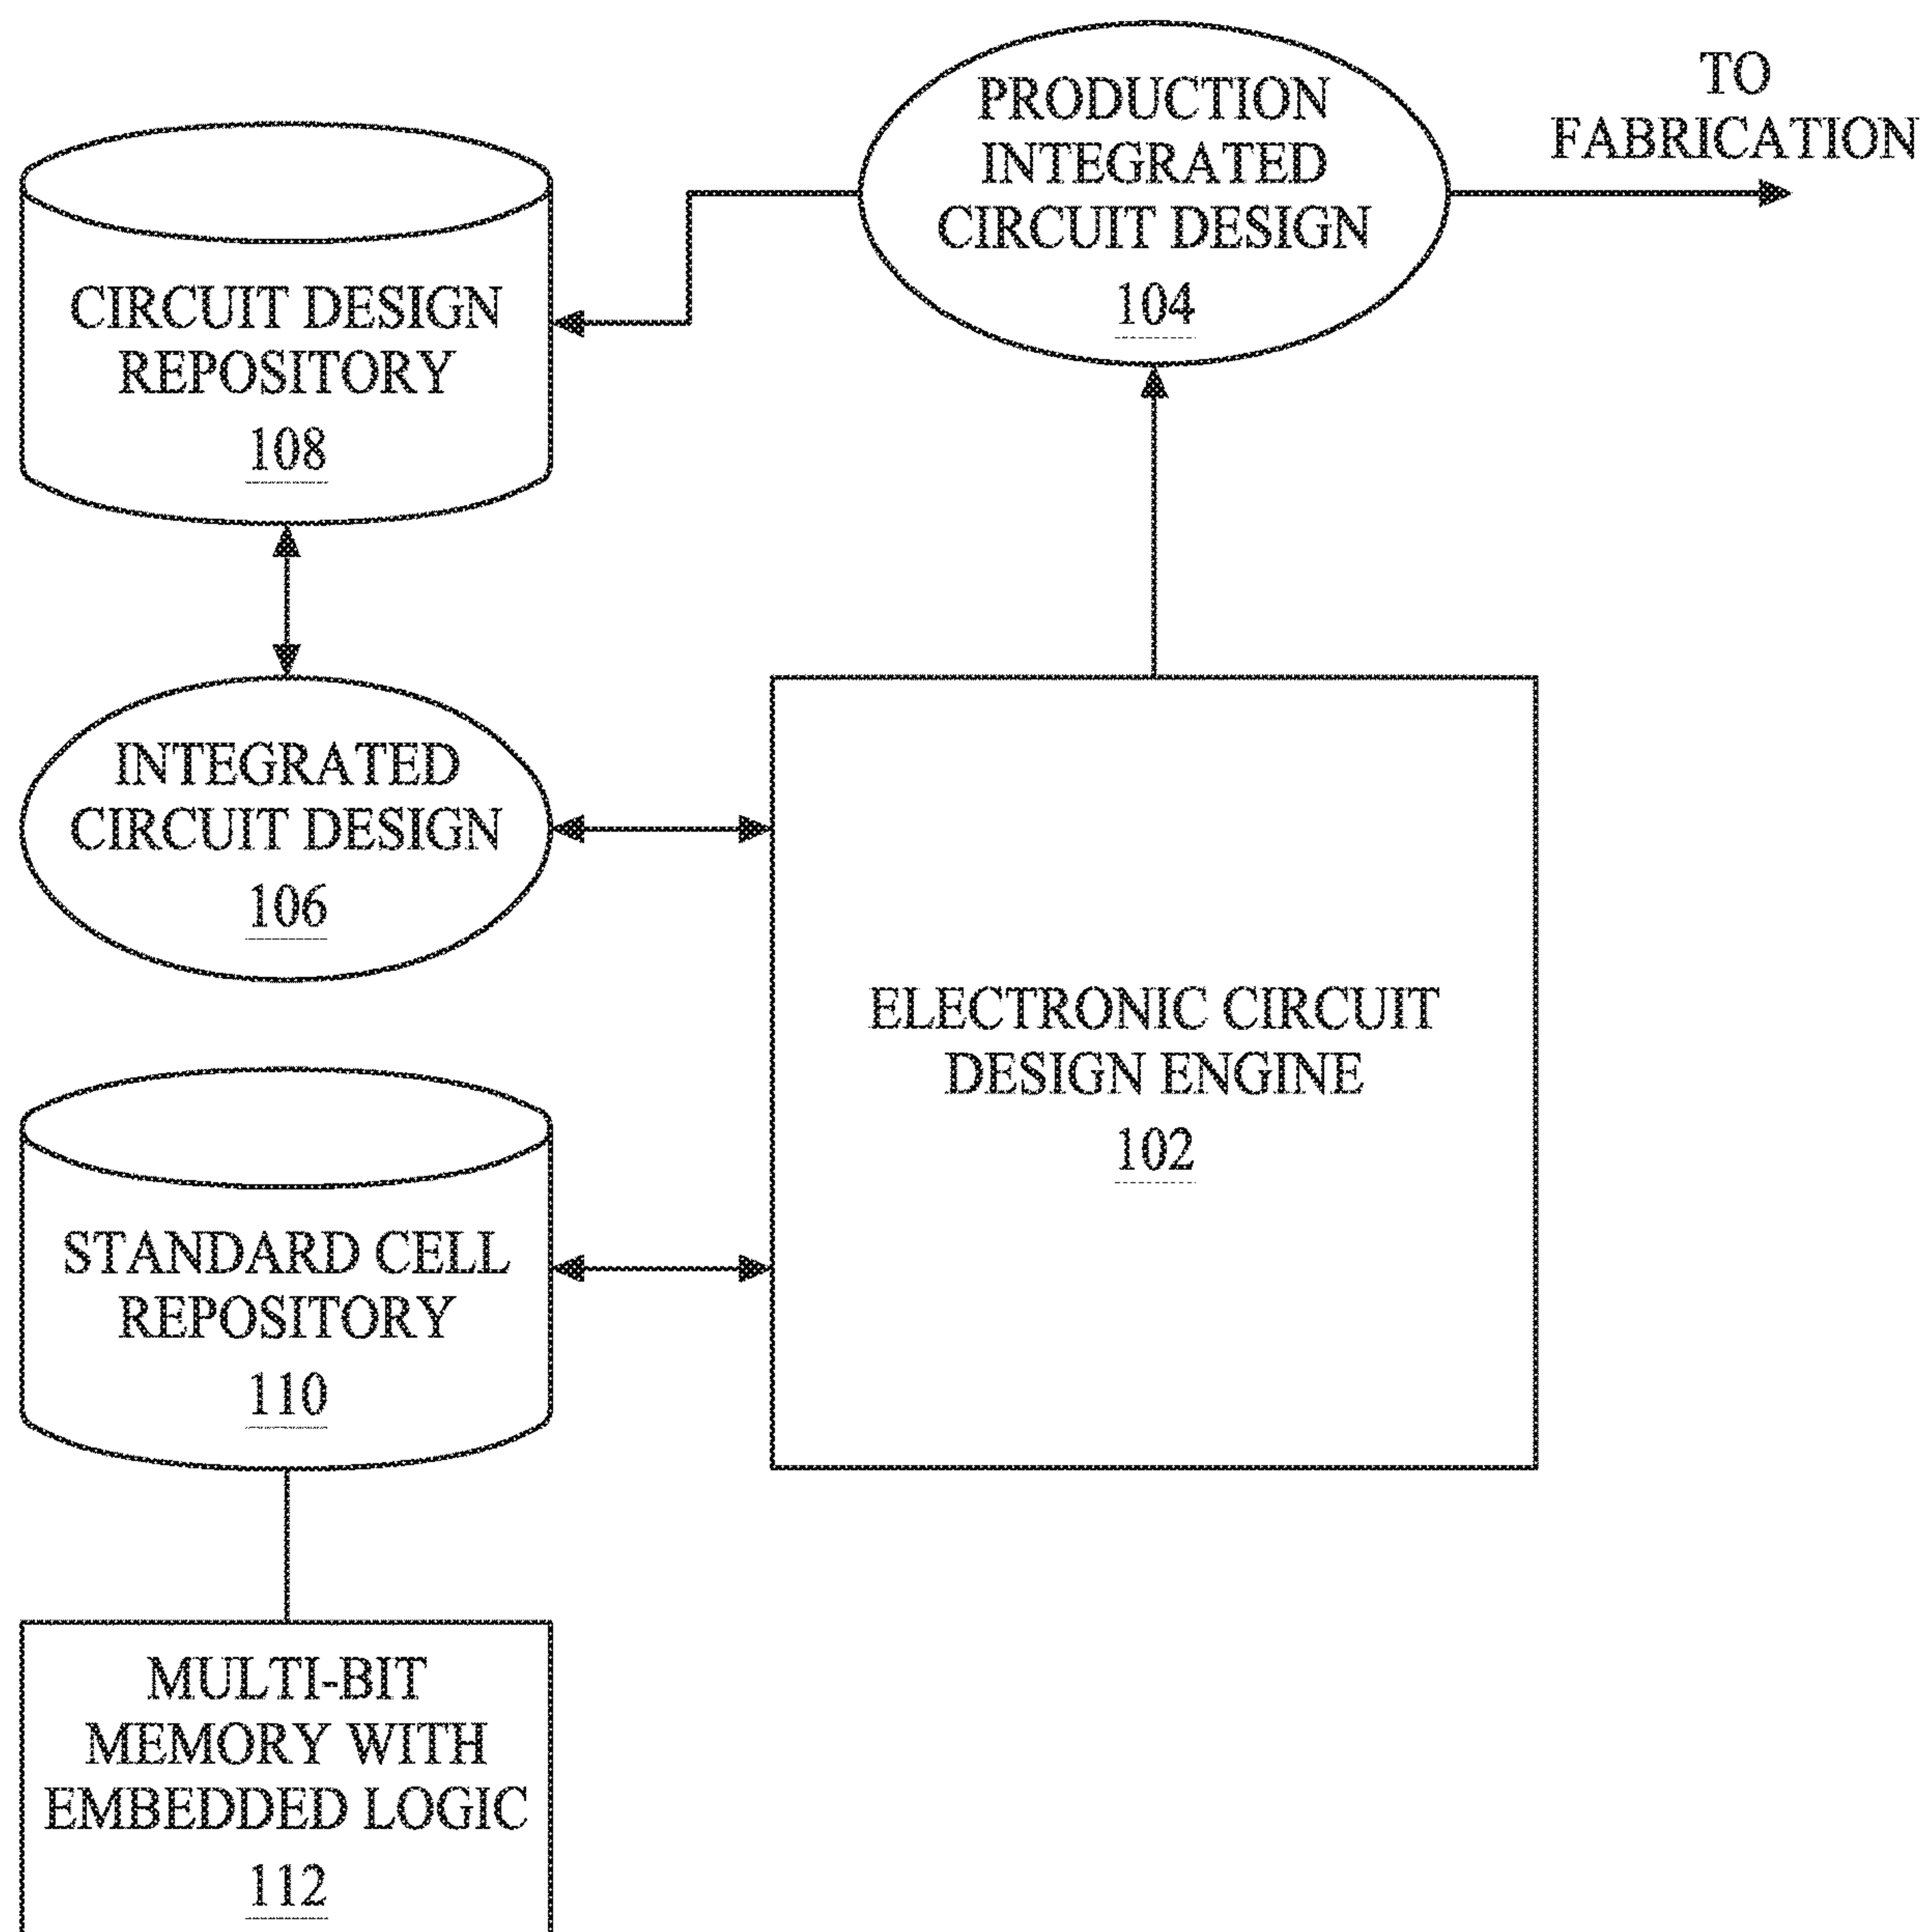 PRODUCTION
INTEGRATED
CIRCUIT DESIGN
104
TO
FABRICATION
CIRCUIT DESIGN
REPOSITORY
108
INTEGRATED
CIRCUIT DESIGN
106
ELECTRONIC CIRCUIT
DESIGN ENGINE
102
STANDARD CELL
REPOSITORY
110
MULTI-BIT
MEMORY WITH
EMBEDDED LOGIC
112